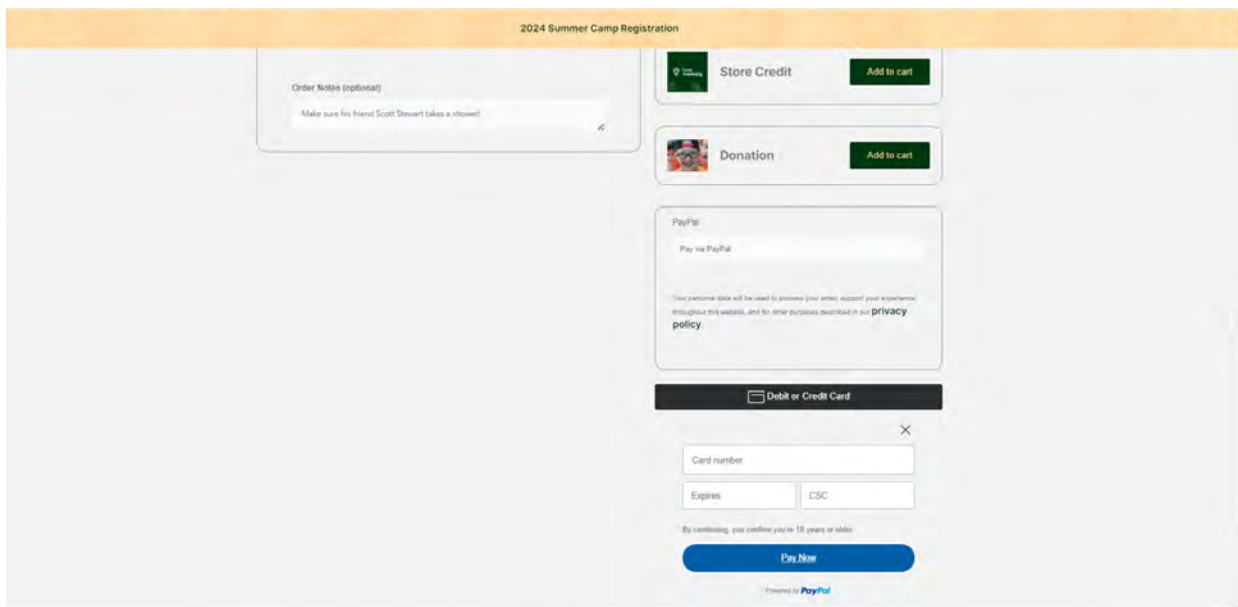 2024 Summer Camp Registration
Order Notes (optional)
Make sure his friend Scott Stewart takes a shower!
Store Credit
Add to cart
Donation
Add to cart
PayPal
Pay via PayPal
Your personal data will be used to process your order, support your experience
throughout this website, and for other purposes described in our privacy
policy.
Debit or Credit Card
Card number
Expires
CSC
By continuing, you confirm you're 18 years or older.
Pay Now
Powered by PayPal